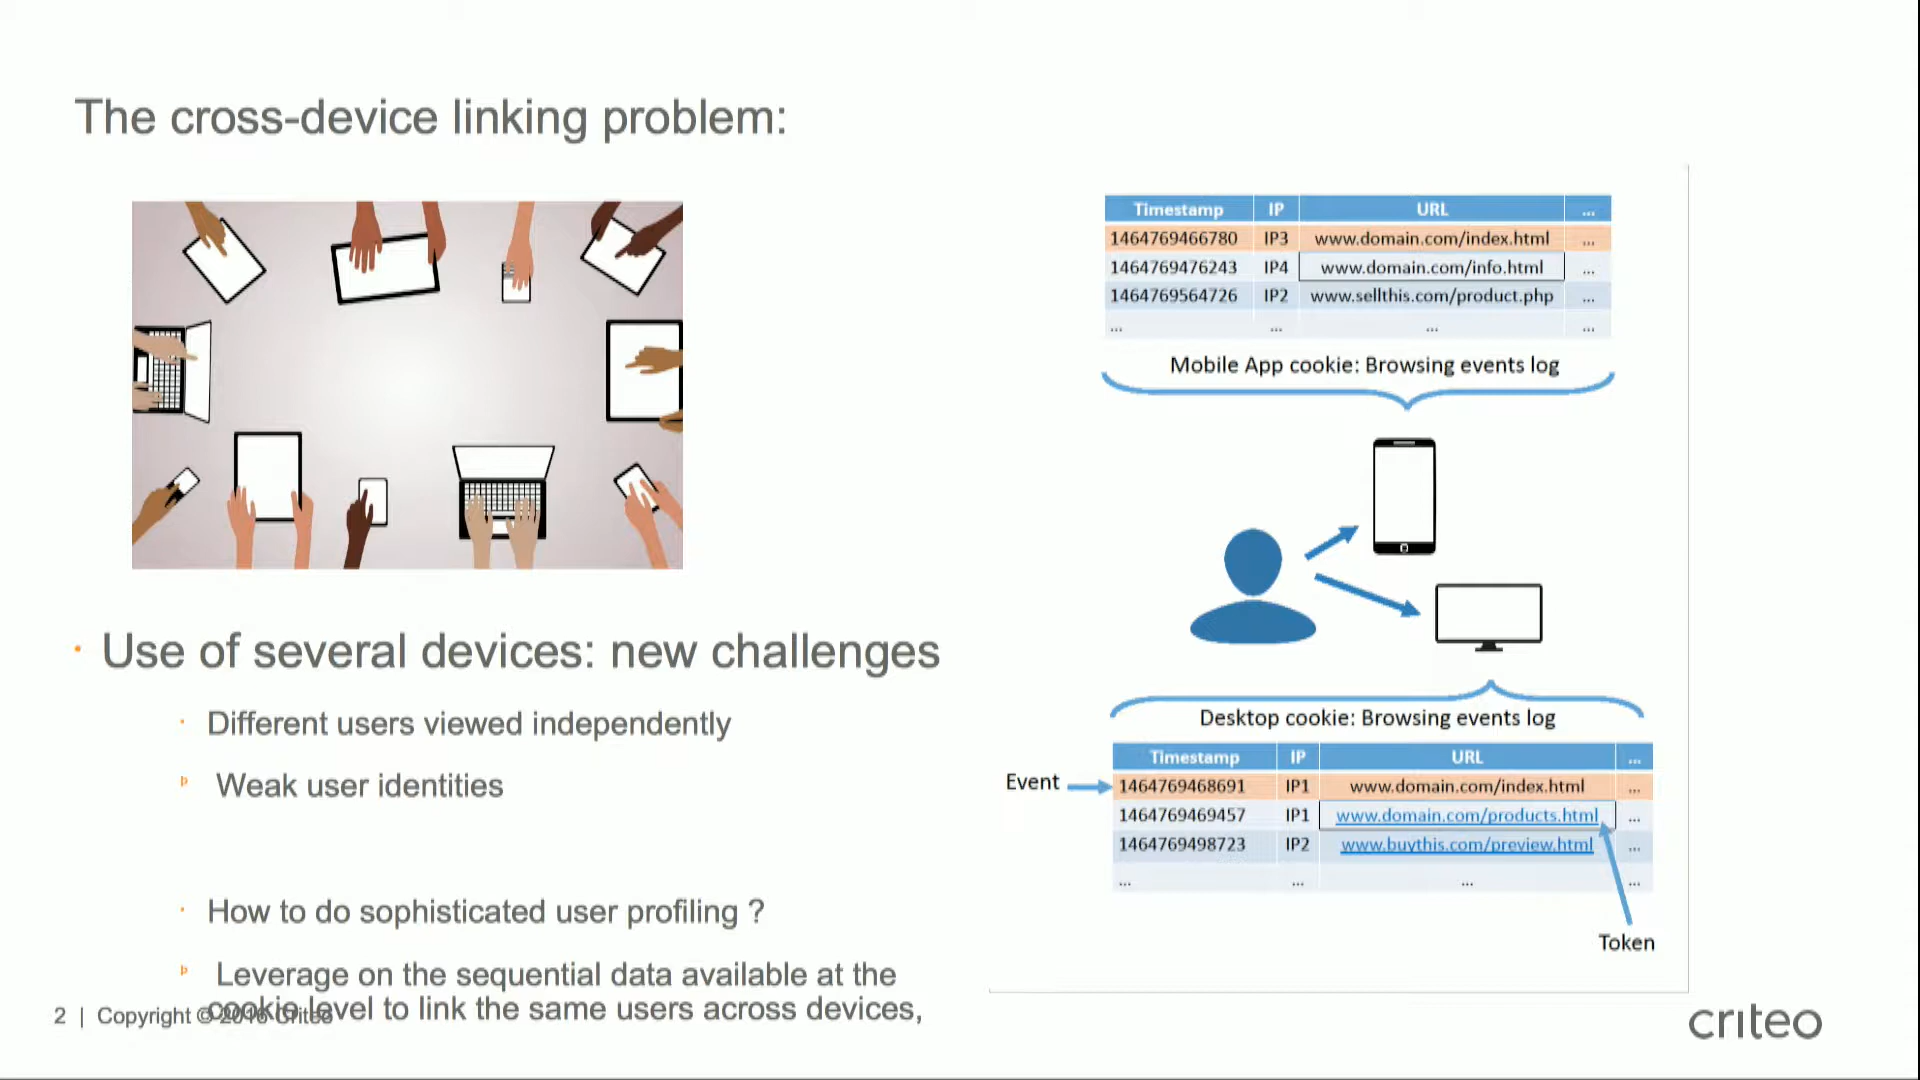 The cross-device linking problem:
· Use of several devices: new challenges
· Different users viewed independently
Þ Weak user identities
· How to do sophisticated user profiling ?
Þ Leverage on the sequential data available at the
cookie level to link the same users across devices,
2 | Copyright © 2016 Criteo
Timestamp IP URL ...
1464769466780 IP3 www.domain.com/index.html ...
1464769476243 IP4 www.domain.com/info.html ...
1464769564726 IP2 www.sellthis.com/product.php ...
... ... ... ...
Mobile App cookie: Browsing events log
Desktop cookie: Browsing events log
Timestamp IP URL ...
Event 1464769468691 IP1 www.domain.com/index.html ...
1464769469457 IP1 www.domain.com/products.html ...
1464769498723 IP2 www.buythis.com/preview.html ...
... ... ... ...
Token
criteo